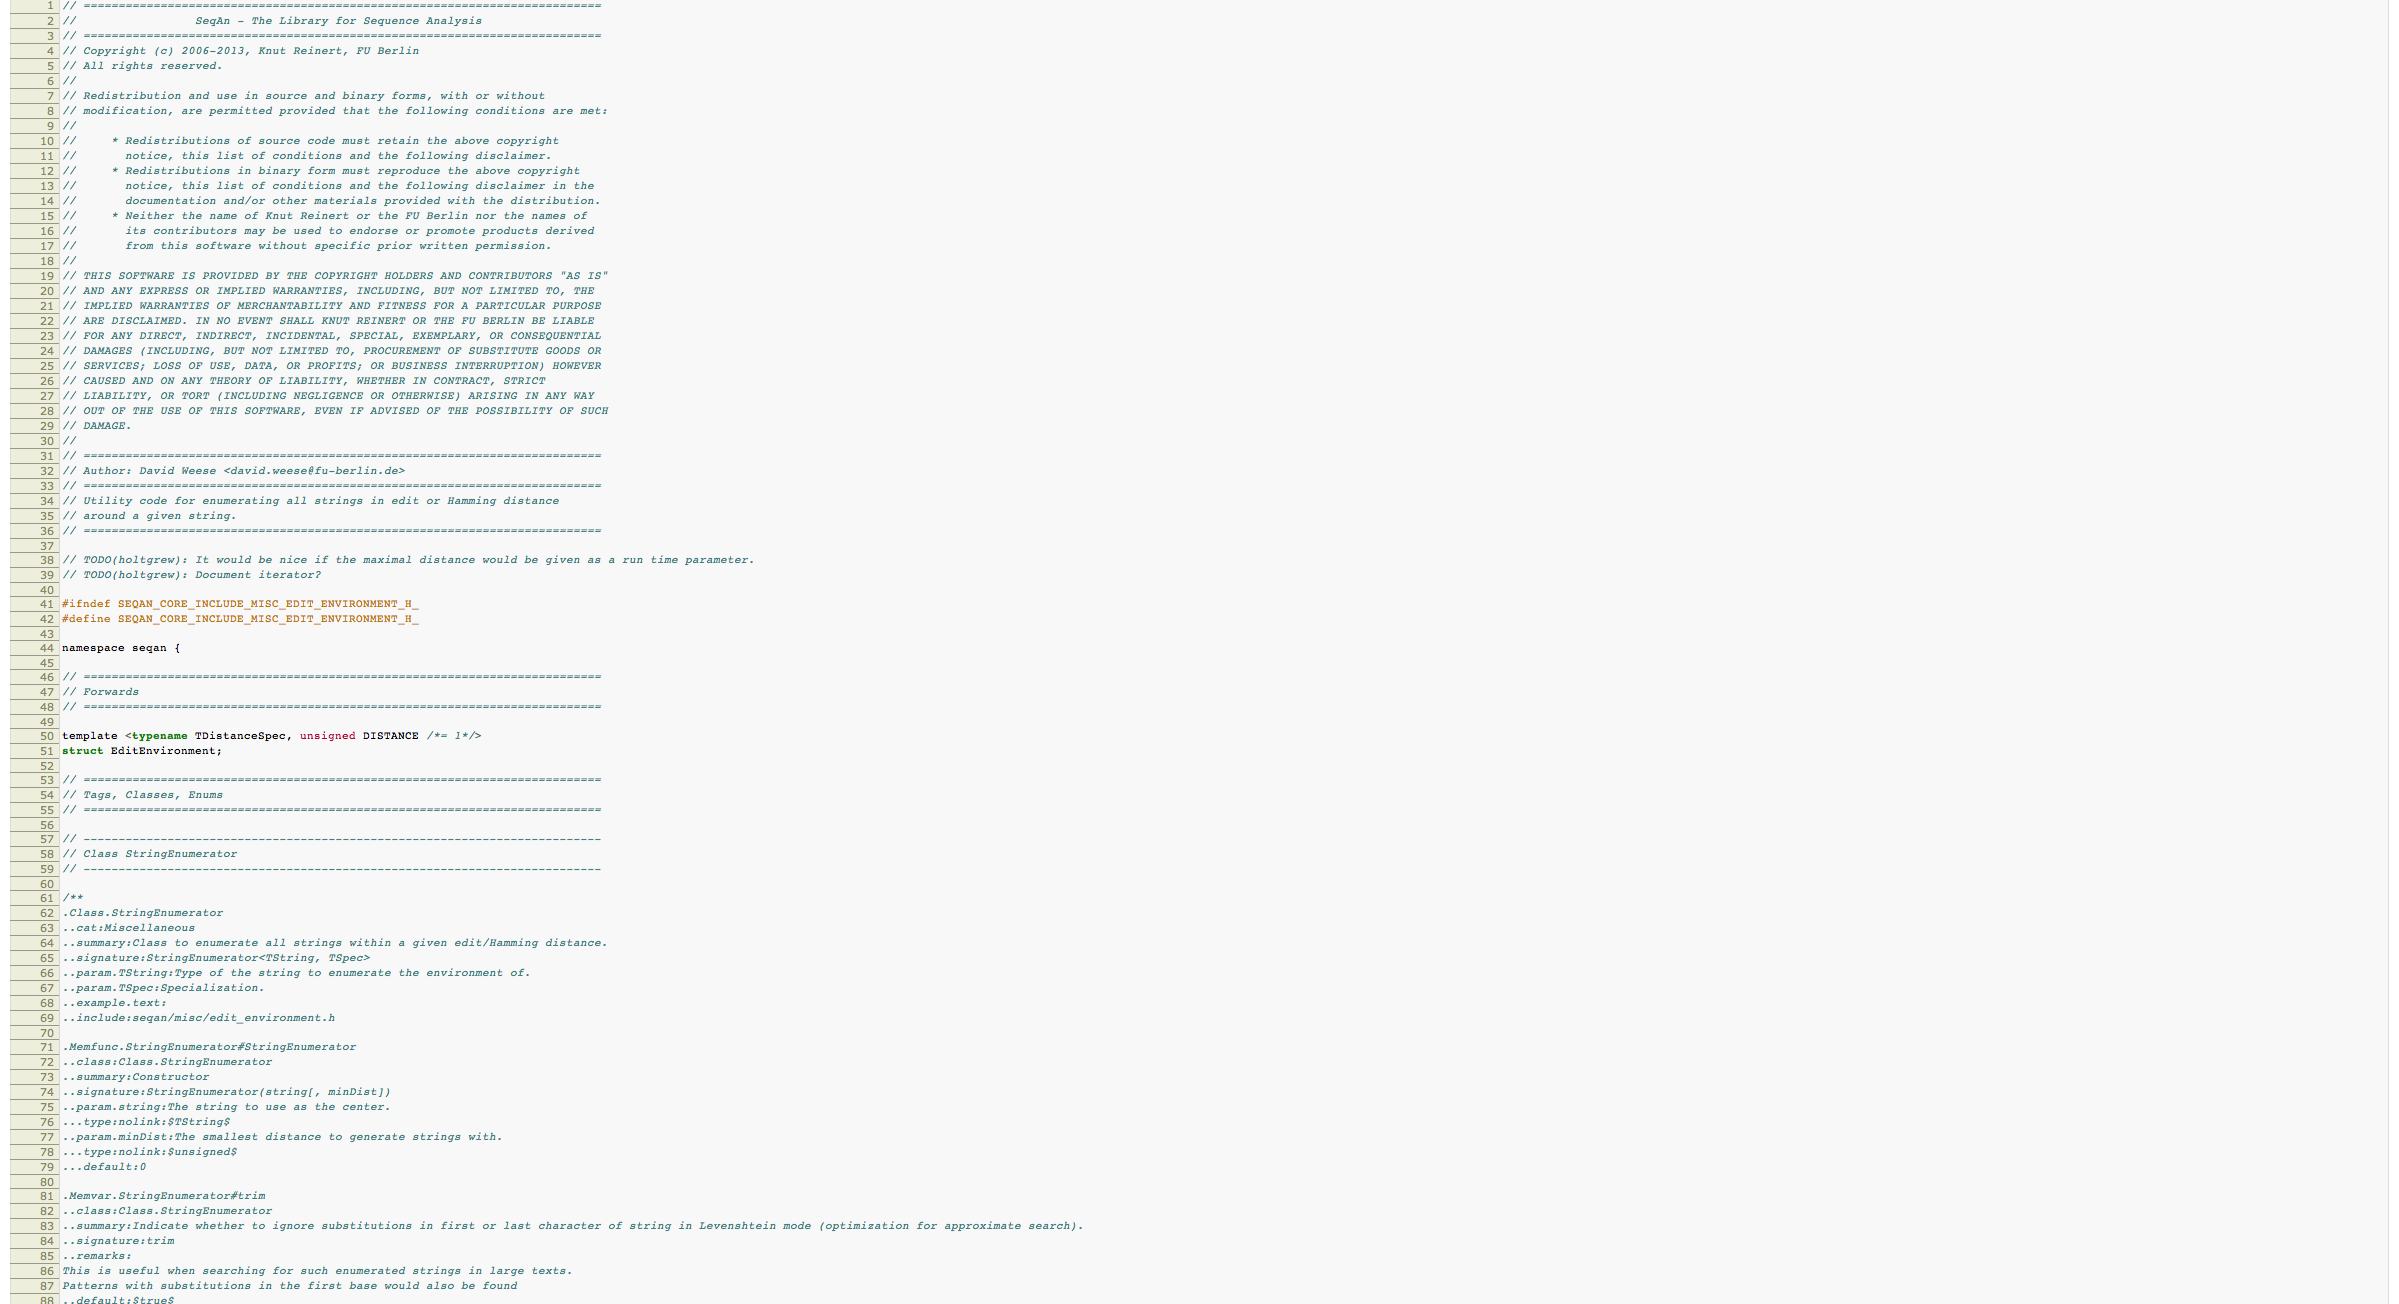 1 // ==========================================================================
2 //                 SeqAn - The Library for Sequence Analysis
3 // ==========================================================================
4 // Copyright (c) 2006-2013, Knut Reinert, FU Berlin
5 // All rights reserved.
6 //
7 // Redistribution and use in source and binary forms, with or without
8 // modification, are permitted provided that the following conditions are met:
9 //
10 //     * Redistributions of source code must retain the above copyright
11 //       notice, this list of conditions and the following disclaimer.
12 //     * Redistributions in binary form must reproduce the above copyright
13 //       notice, this list of conditions and the following disclaimer in the
14 //       documentation and/or other materials provided with the distribution.
15 //     * Neither the name of Knut Reinert or the FU Berlin nor the names of
16 //       its contributors may be used to endorse or promote products derived
17 //       from this software without specific prior written permission.
18 //
19 // THIS SOFTWARE IS PROVIDED BY THE COPYRIGHT HOLDERS AND CONTRIBUTORS "AS IS"
20 // AND ANY EXPRESS OR IMPLIED WARRANTIES, INCLUDING, BUT NOT LIMITED TO, THE
21 // IMPLIED WARRANTIES OF MERCHANTABILITY AND FITNESS FOR A PARTICULAR PURPOSE
22 // ARE DISCLAIMED. IN NO EVENT SHALL KNUT REINERT OR THE FU BERLIN BE LIABLE
23 // FOR ANY DIRECT, INDIRECT, INCIDENTAL, SPECIAL, EXEMPLARY, OR CONSEQUENTIAL
24 // DAMAGES (INCLUDING, BUT NOT LIMITED TO, PROCUREMENT OF SUBSTITUTE GOODS OR
25 // SERVICES; LOSS OF USE, DATA, OR PROFITS; OR BUSINESS INTERRUPTION) HOWEVER
26 // CAUSED AND ON ANY THEORY OF LIABILITY, WHETHER IN CONTRACT, STRICT
27 // LIABILITY, OR TORT (INCLUDING NEGLIGENCE OR OTHERWISE) ARISING IN ANY WAY
28 // OUT OF THE USE OF THIS SOFTWARE, EVEN IF ADVISED OF THE POSSIBILITY OF SUCH
29 // DAMAGE.
30 //
31 // ==========================================================================
32 // Author: David Weese <david.weese@fu-berlin.de>
33 // ==========================================================================
34 // Utility code for enumerating all strings in edit or Hamming distance
35 // around a given string.
36 // ==========================================================================
37
38 // TODO(holtgrew): It would be nice if the maximal distance would be given as a run time parameter.
39 // TODO(holtgrew): Document iterator?
40
41 #ifndef SEQAN_CORE_INCLUDE_MISC_EDIT_ENVIRONMENT_H_
42 #define SEQAN_CORE_INCLUDE_MISC_EDIT_ENVIRONMENT_H_
43
44 namespace seqan {
45
46 // ==========================================================================
47 // Forwards
48 // ==========================================================================
49
50 template <typename TDistanceSpec, unsigned DISTANCE /*= 1*/>
51 struct EditEnvironment;
52
53 // ==========================================================================
54 // Tags, Classes, Enums
55 // ==========================================================================
56
57 // --------------------------------------------------------------------------
58 // Class StringEnumerator
59 // --------------------------------------------------------------------------
60
61 /**
62 .Class.StringEnumerator
63 ..cat:Miscellaneous
64 ..summary:Class to enumerate all strings within a given edit/Hamming distance.
65 ..signature:StringEnumerator<TString, TSpec>
66 ..param.TString:Type of the string to enumerate the environment of.
67 ..param.TSpec:Specialization.
68 ..example.text:
69 ..include:seqan/misc/edit_environment.h
70
71 .Memfunc.StringEnumerator#StringEnumerator
72 ..class:Class.StringEnumerator
73 ..summary:Constructor
74 ..signature:StringEnumerator(string[, minDist])
75 ..param.string:The string to use as the center.
76 ...type:nolink:$TString$
77 ..param.minDist:The smallest distance to generate strings with.
78 ...type:nolink:$unsigned$
79 ...default:0
80
81 .Memvar.StringEnumerator#trim
82 ..class:Class.StringEnumerator
83 ..summary:Indicate whether to ignore substitutions in first or last character of string in Levenshtein mode (optimization for approximate search).
84 ..signature:trim
85 ..remarks:
86 This is useful when searching for such enumerated strings in large texts.
87 Patterns with substitutions in the first base would also be found
88 ..default:$true$